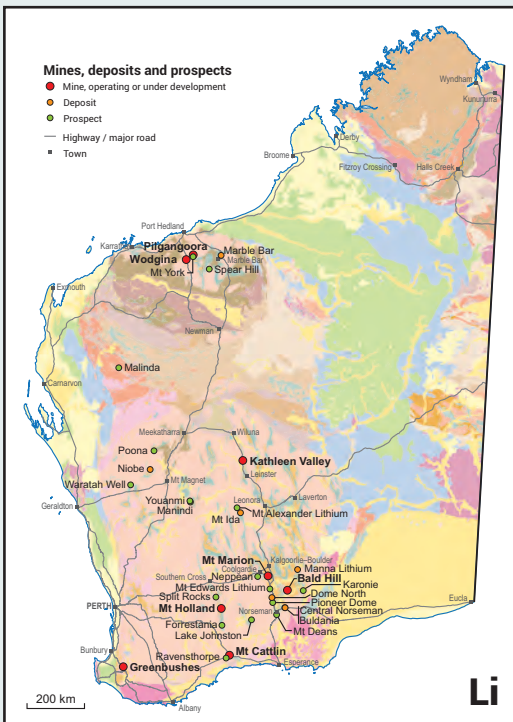 Mines, deposits and prospects
Mine, operating or under development
Deposit
Prospect
Highway / major road
Town
Wyndham
Kununurra
Derby
Broome
Fitzroy Crossing
Halls Creek
Port Hedland
Karratha
Pilgangoora
Wodgina
Marble Bar
Marble Bar
Mt York
Spear Hill
Exmouth
Newman
Malinda
Carnarvon
Meekatharra
Wiluna
Poona
Kathleen Valley
Niobe
Leinster
Waratah Well
Mt Magnet
Geraldton
Youanmi
Manindi
Leonora
Laverton
Mt Ida
Mt Alexander Lithium
Mt Marion
Kalgoorlie–Boulder
Coolgardie
Manna Lithium
Southern Cross
Neppean
Bald Hill
Mt Edwards Lithium
Karonie
Split Rocks
Dome North
Pioneer Dome
PERTH
Mt Holland
Norseman
Central Norseman
Eucla
Forrestania
Buldania
Lake Johnston
Mt Deans
Bunbury
Ravensthorpe
Mt Cattlin
Esperance
Greenbushes
200 km
Albany
Li